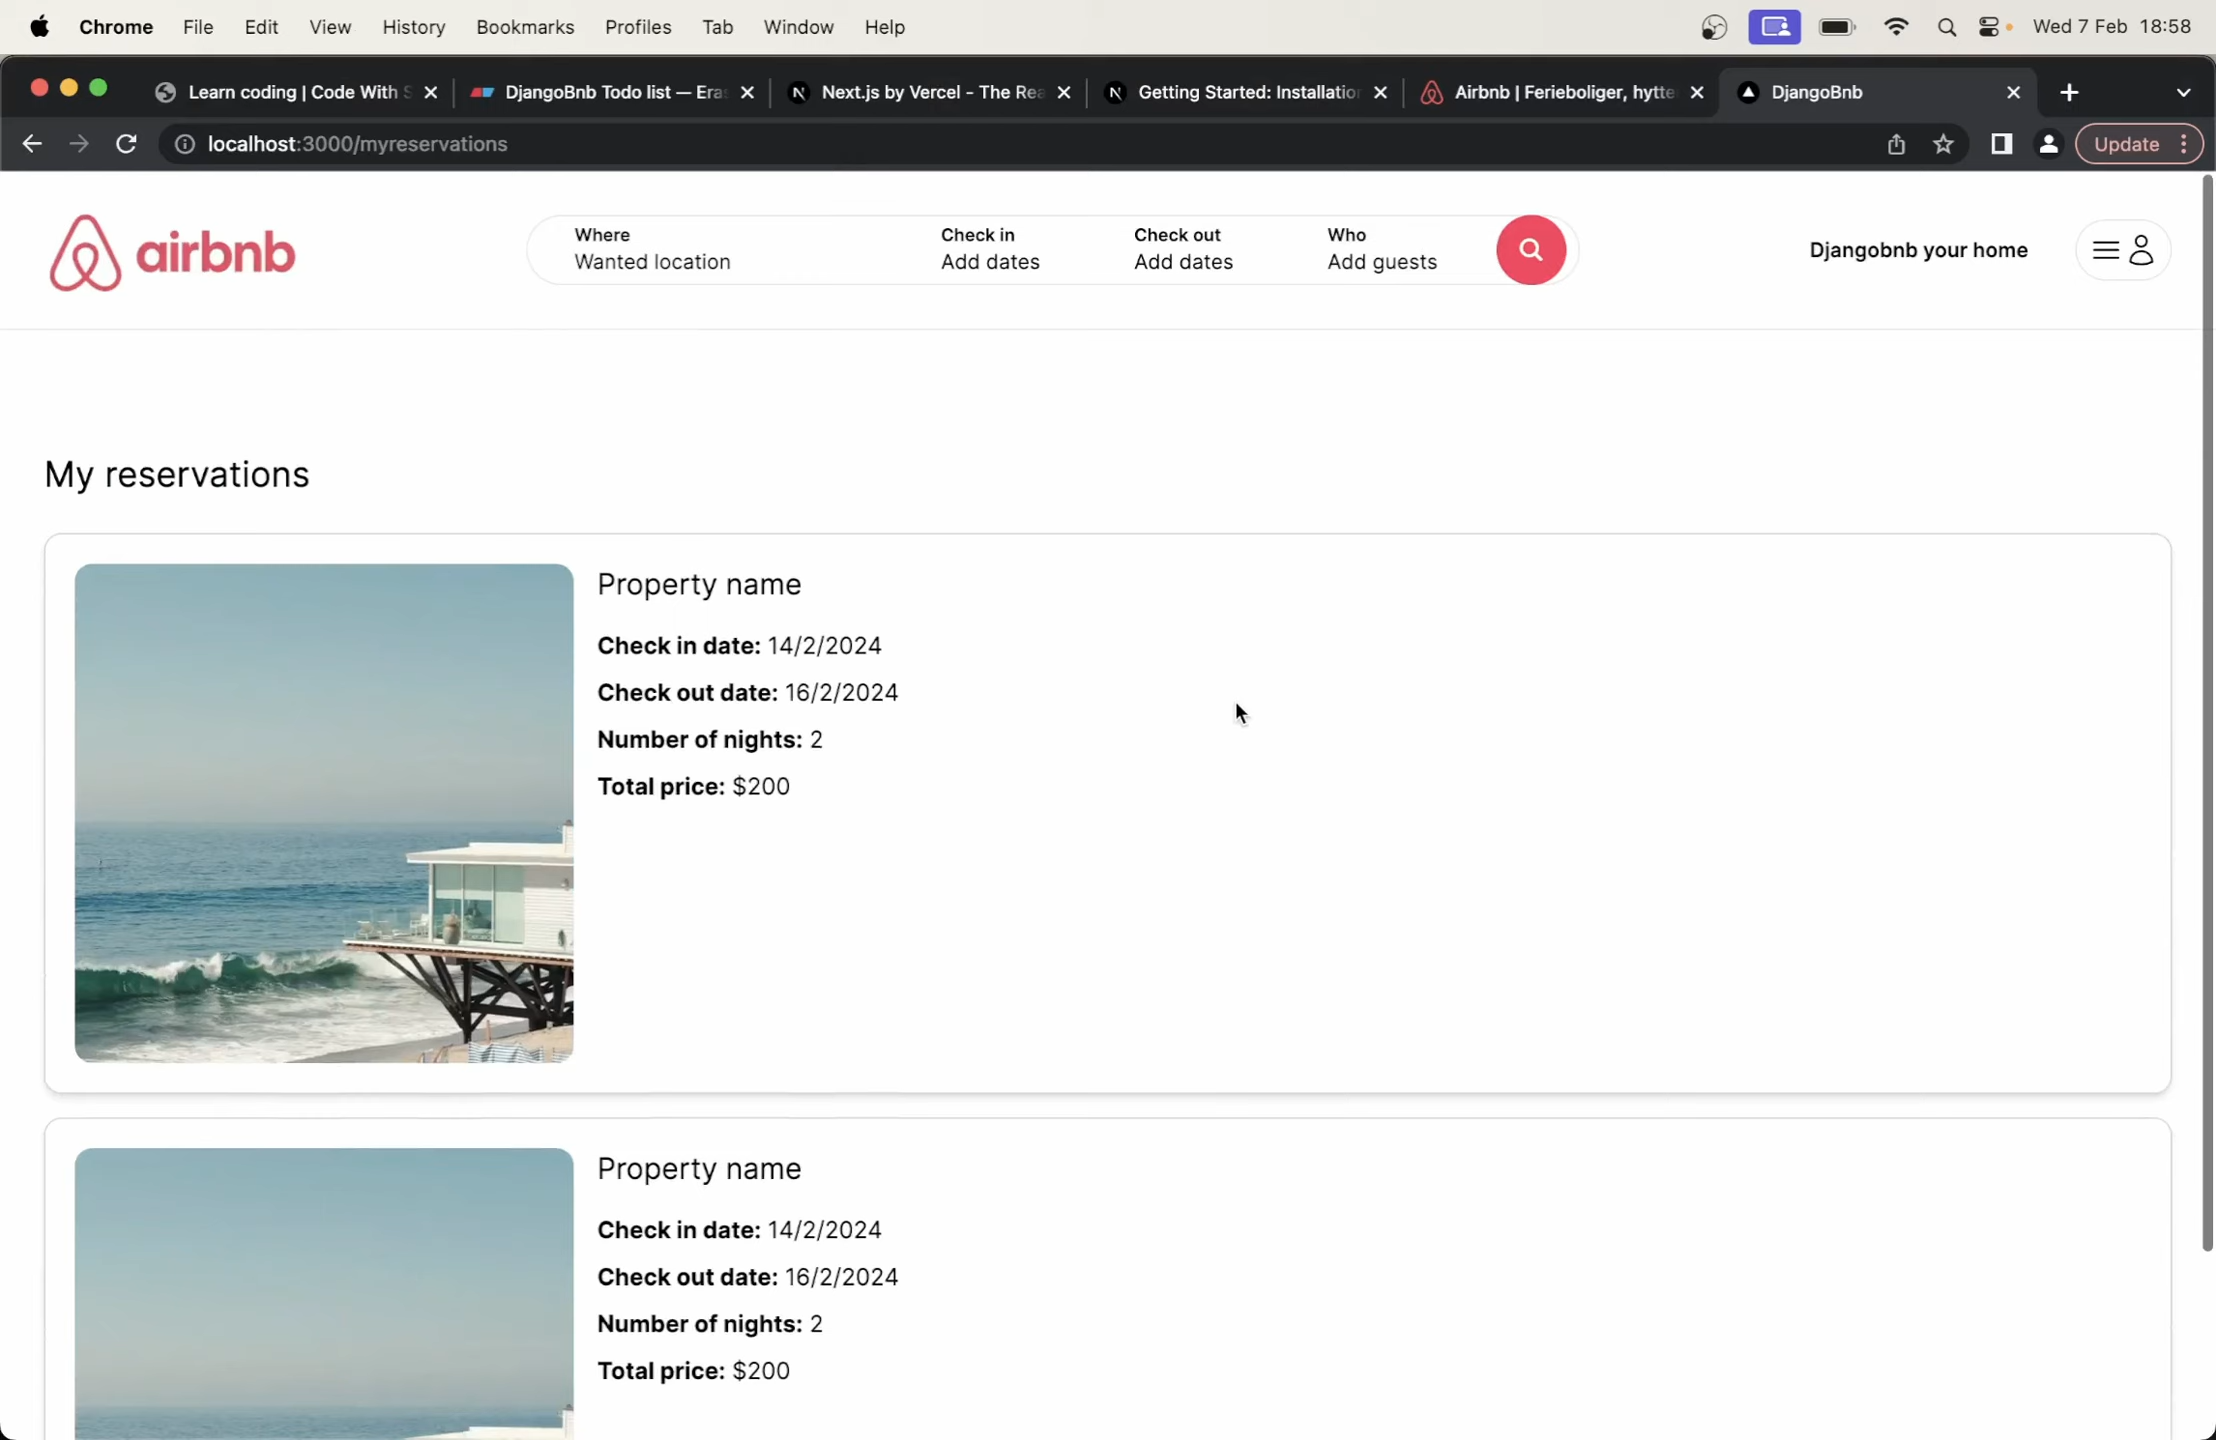 Chrome File Edit View History Bookmarks Profiles Tab Window Help Wed 7 Feb 18:58
Learn coding | Code With S DjangoBnb Todo list — Eras Next.js by Vercel - The Rea Getting Started: Installation Airbnb | Ferieboliger, hytte DjangoBnb
localhost:3000/myreservations Update
airbnb
Where Check in Check out Who
Wanted location Add dates Add dates Add guests
Djangobnb your home
My reservations
Property name
Check in date: 14/2/2024
Check out date: 16/2/2024
Number of nights: 2
Total price: $200
Property name
Check in date: 14/2/2024
Check out date: 16/2/2024
Number of nights: 2
Total price: $200